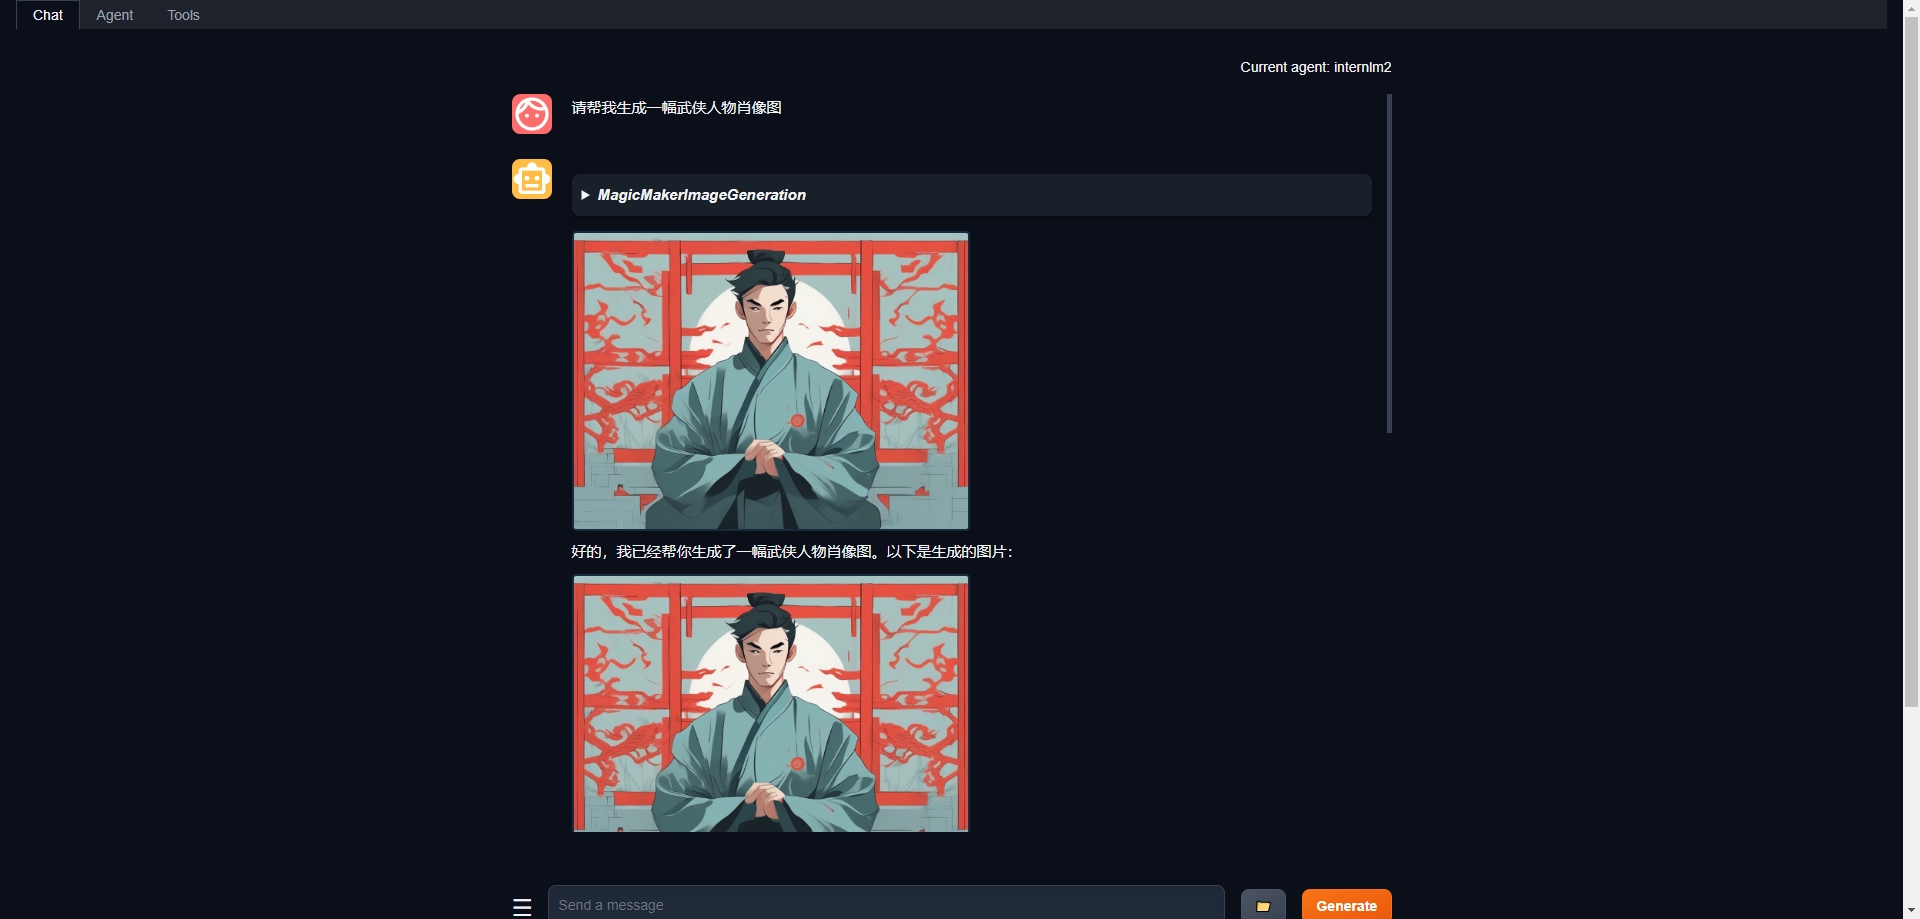 Chat Agent Tools
Current agent: internlm2
请帮我生成一幅武侠人物肖像图
MagicMakerImageGeneration
好的，我已经帮你生成了一幅武侠人物肖像图。以下是生成的图片：
Send a message
Generate